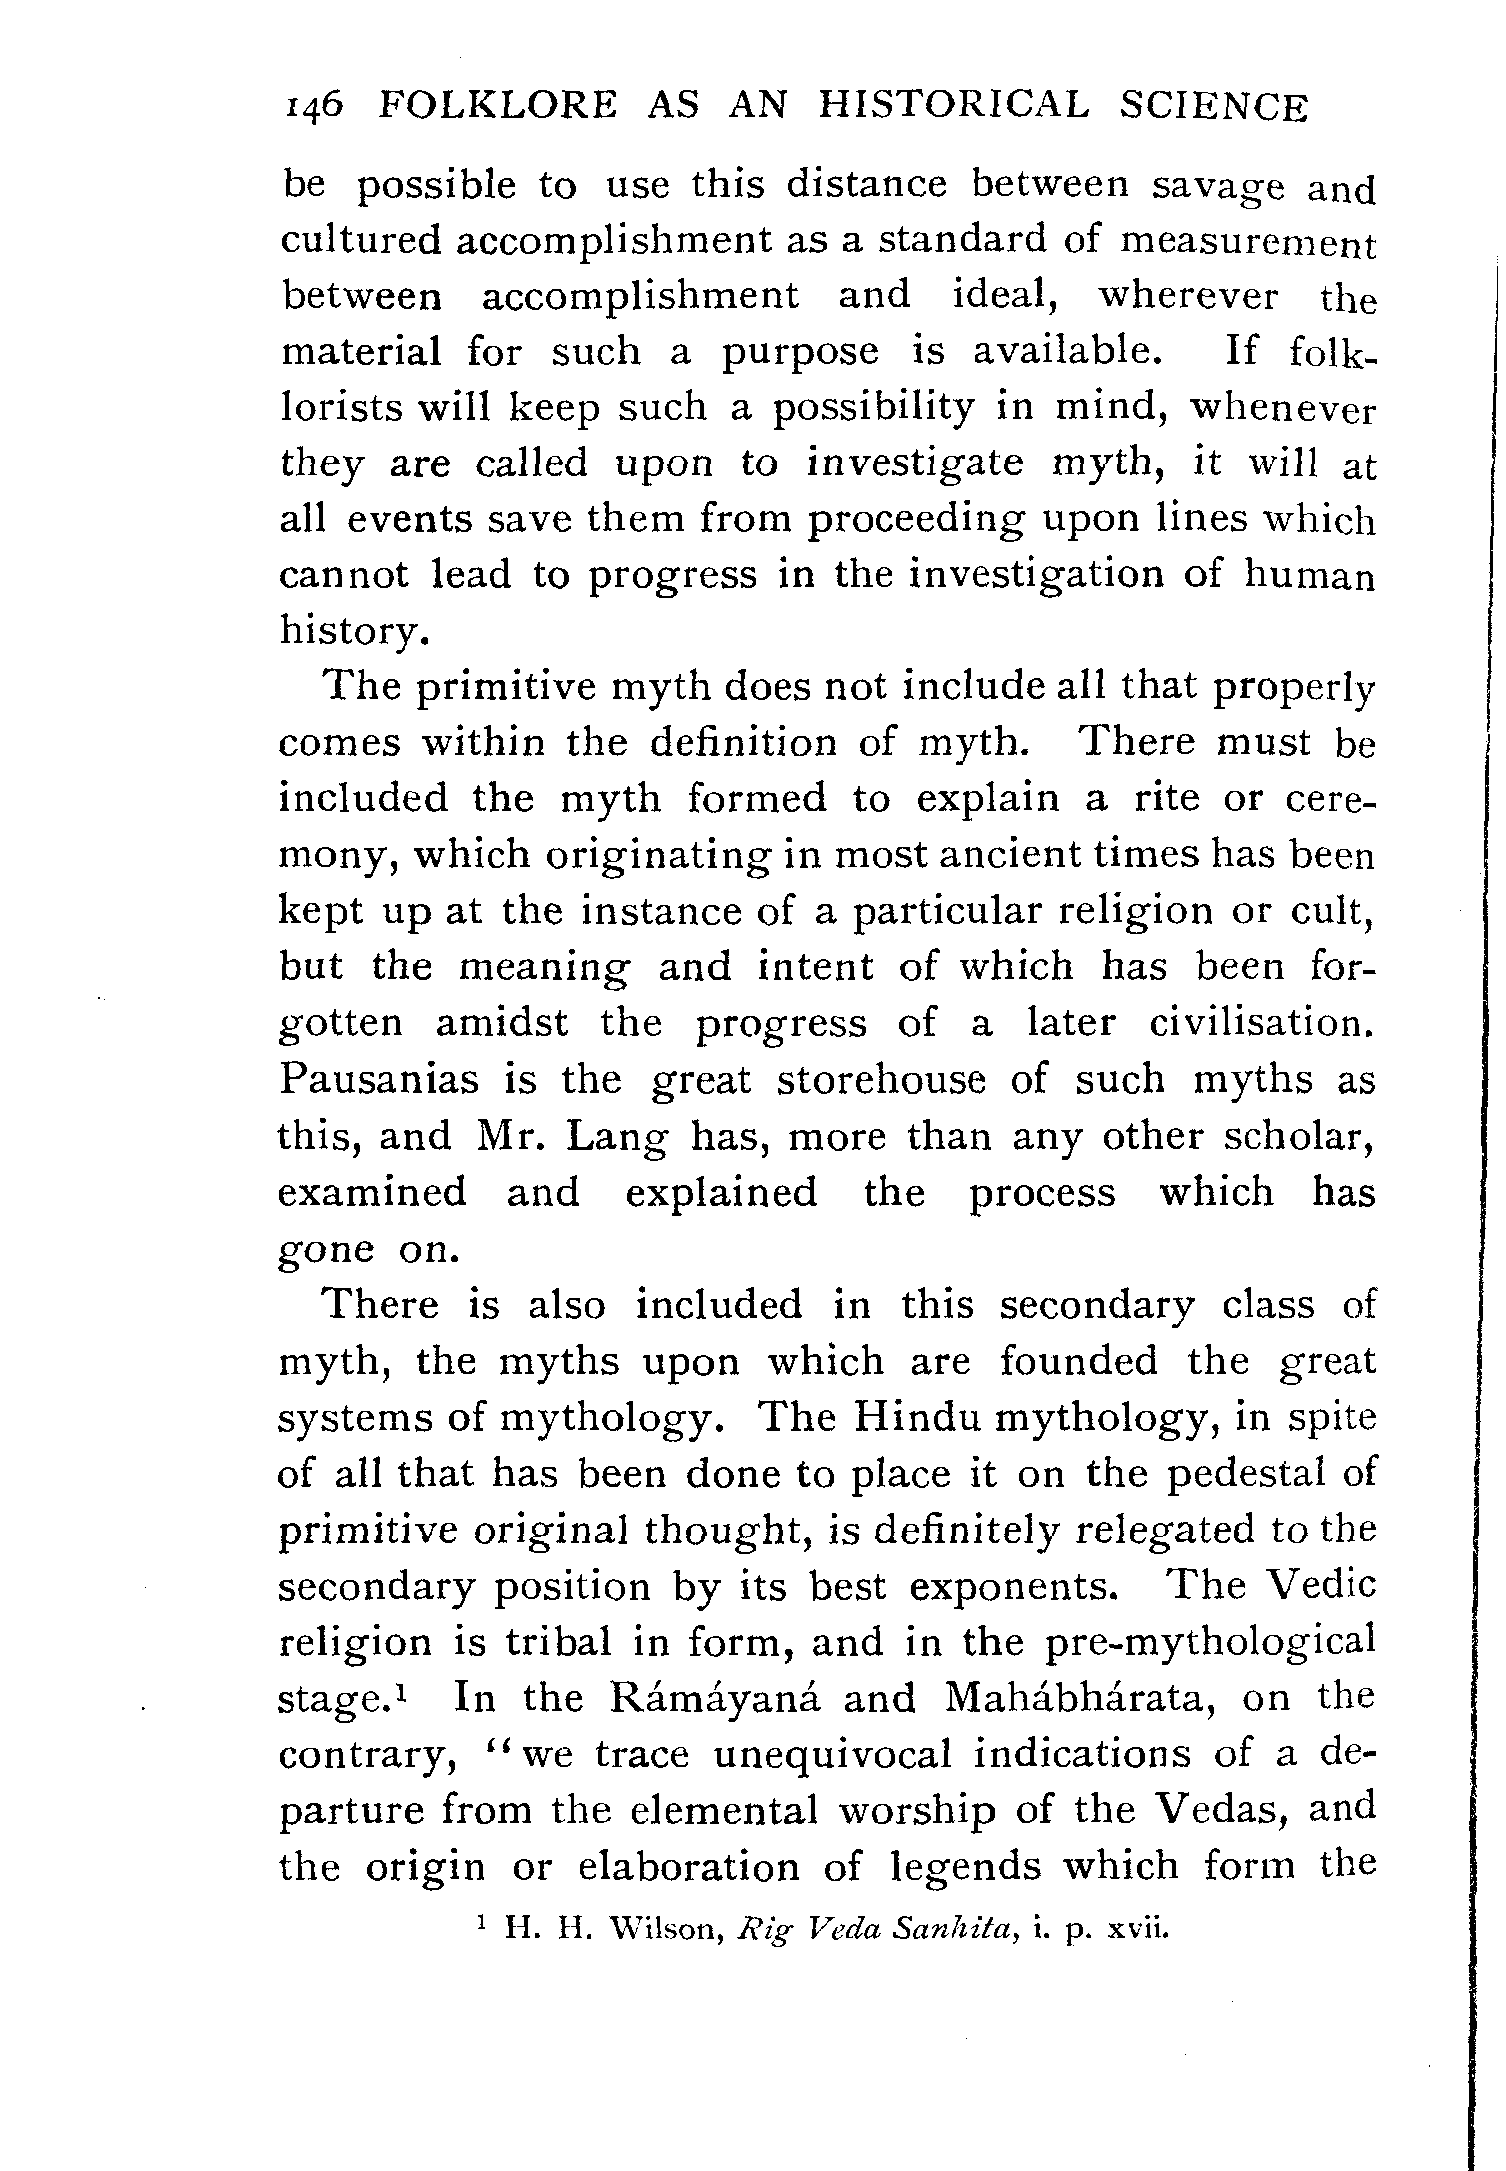 146 FOLKLORE AS AN HISTORICAL SCIENCE
be possible to use this distance between savage and
cultured accomplishment as a standard of measurement
between accomplishment and ideal, wherever the
material for such a purpose is available. If folk-
lorists will keep such a possibility in mind, whenever
they are called upon to investigate myth, it will at
all events save them from proceeding upon lines which
cannot lead to progress in the investigation of human
history.
The primitive myth does not include all that properly
comes within the definition of myth. There must be
included the myth formed to explain a rite or cere-
mony, which originating in most ancient times has been
kept up at the instance of a particular religion or cult,
but the meaning and intent of which has been for-
gotten amidst the progress of a later civilisation.
Pausanias is the great storehouse of such myths as
this, and Mr. Lang has, more than any other scholar,
examined and explained the process which has
gone on.
There is also included in this secondary class of
myth, the myths upon which are founded the great
systems of mythology. The Hindu mythology, in spite
of all that has been done to place it on the pedestal of
primitive original thought, is definitely relegated to the
secondary position by its best exponents. The Vedic
religion is tribal in form, and in the pre-mythological
stage.¹ In the Rámáyaná and Mahábhárata, on the
contrary, “we trace unequivocal indications of a de-
parture from the elemental worship of the Vedas, and
the origin or elaboration of legends which form the
¹ H. H. Wilson, Rig Veda Sanhita, i. p. xvii.